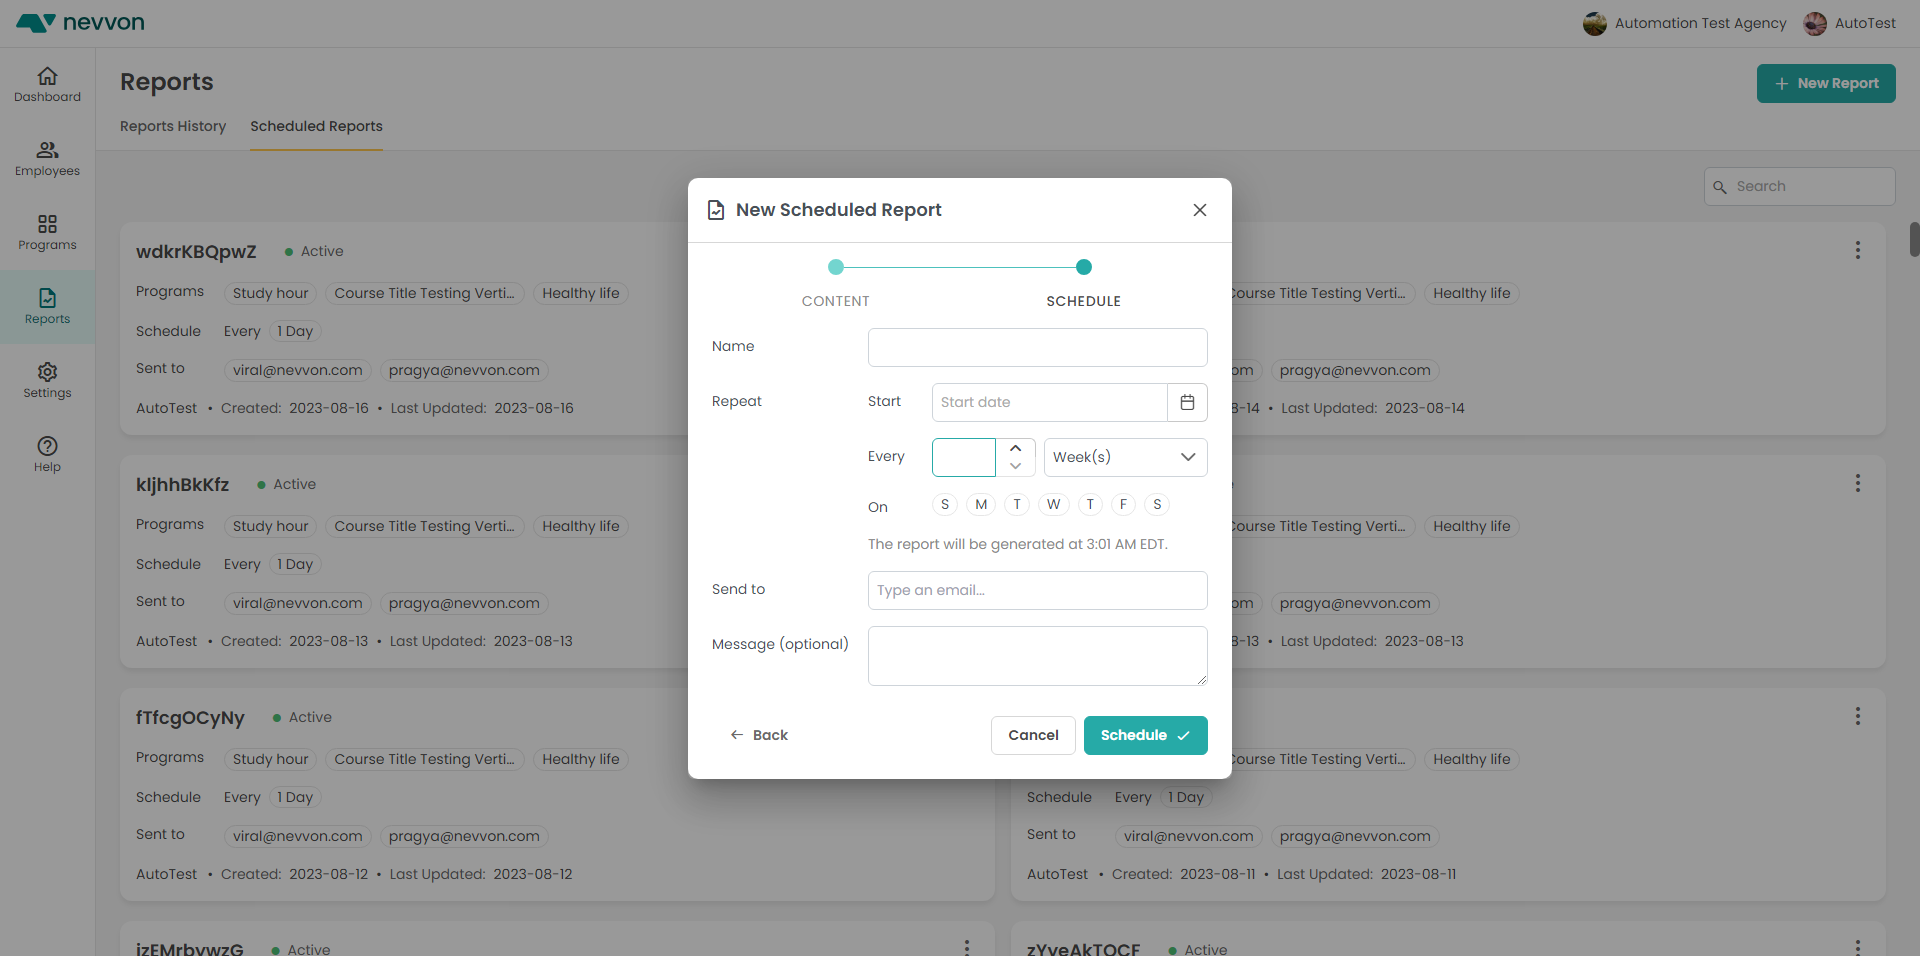 nevvon
Automation Test Agency
AutoTest
Dashboard
Employees
Programs
Reports
Settings
Help
Reports
New Report
Reports History
Scheduled Reports
Search
wdkrKBQpwZ
Active
Programs Study hour Course Title Testing Verti... Healthy life
Schedule Every 1 Day
Sent to viral@nevvon.com pragya@nevvon.com
AutoTest • Created: 2023-08-16 • Last Updated: 2023-08-16
Course Title Testing Verti... Healthy life
om pragya@nevvon.com
8-14 • Last Updated: 2023-08-14
kljhhBkKfz
Active
Programs Study hour Course Title Testing Verti... Healthy life
Schedule Every 1 Day
Sent to viral@nevvon.com pragya@nevvon.com
AutoTest • Created: 2023-08-13 • Last Updated: 2023-08-13
Course Title Testing Verti... Healthy life
om pragya@nevvon.com
8-13 • Last Updated: 2023-08-13
fTfcgOCyNy
Active
Programs Study hour Course Title Testing Verti... Healthy life
Schedule Every 1 Day
Sent to viral@nevvon.com pragya@nevvon.com
AutoTest • Created: 2023-08-12 • Last Updated: 2023-08-12
Course Title Testing Verti... Healthy life
Schedule Every 1 Day
Sent to viral@nevvon.com pragya@nevvon.com
AutoTest • Created: 2023-08-11 • Last Updated: 2023-08-11
Active
Active
New Scheduled Report
CONTENT
SCHEDULE
Name
Repeat
Start
Start date
Every
Week(s)
On S M T W T F S
The report will be generated at 3:01 AM EDT.
Send to
Type an email...
Message (optional)
Back
Cancel
Schedule